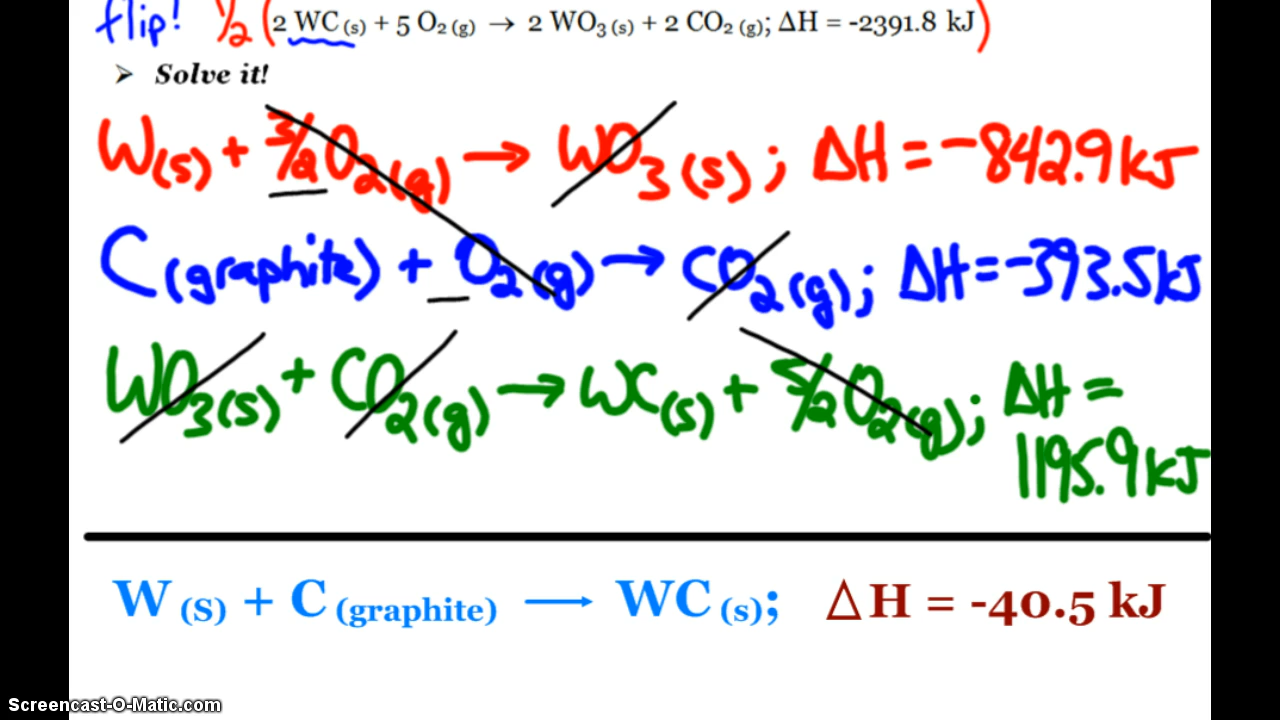 flip! 1/2 (2 WC (s) + 5 O₂ (g) → 2 WO₃ (s) + 2 CO₂ (g); ΔH = -2391.8 kJ)
➢ Solve it!
W(s) + 3/2 O₂(g) → WO₃(s); ΔH = -842.9 kJ
C(graphite) + O₂(g) → CO₂(g); ΔH = -393.5 kJ
WO₃(s) + CO₂(g) → WC(s) + 5/2 O₂(g); ΔH =
1195.9 kJ
W (S) + C (graphite) → WC (s); ΔH = -40.5 kJ
Screencast-O-Matic.com